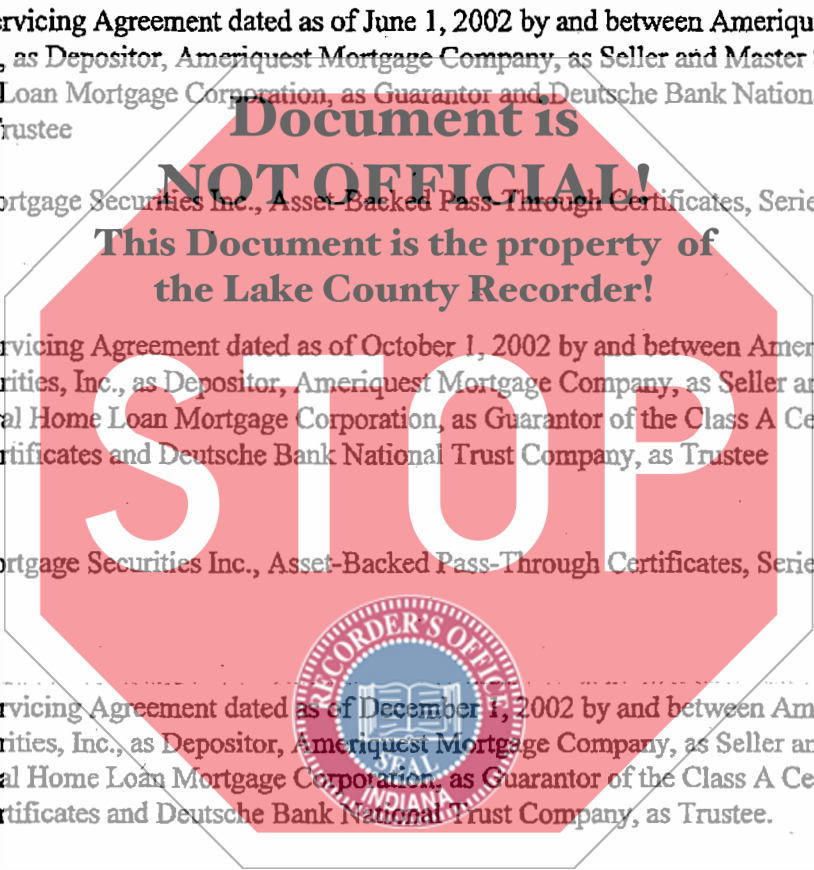 rvicing Agreement dated as of June 1, 2002 by and between Amerique
, as Depositor, Ameriquest Mortgage Company, as Seller and Master
Loan Mortgage Corporation, as Guarantor and Deutsche Bank Nation
rustee
Document is
NOT OFFICIAL!
ortgage Securities Inc., Asset-Backed Pass-Through Certificates, Serie
This Document is the property of
the Lake County Recorder!
rvicing Agreement dated as of October 1, 2002 by and between Amer
rities, Inc., as Depositor, Ameriquest Mortgage Company, as Seller an
al Home Loan Mortgage Corporation, as Guarantor of the Class A Ce
rtificates and Deutsche Bank National Trust Company, as Trustee
STOP
ortgage Securities Inc., Asset-Backed Pass-Through Certificates, Serie
RECORDER'S OFFICE
rvicing Agreement dated as of December 1, 2002 by and between Am
rities, Inc., as Depositor, Ameriquest Mortgage Company, as Seller an
SEAL
al Home Loan Mortgage Corporation, as Guarantor of the Class A Ce
INDIANA
rtificates and Deutsche Bank National Trust Company, as Trustee.